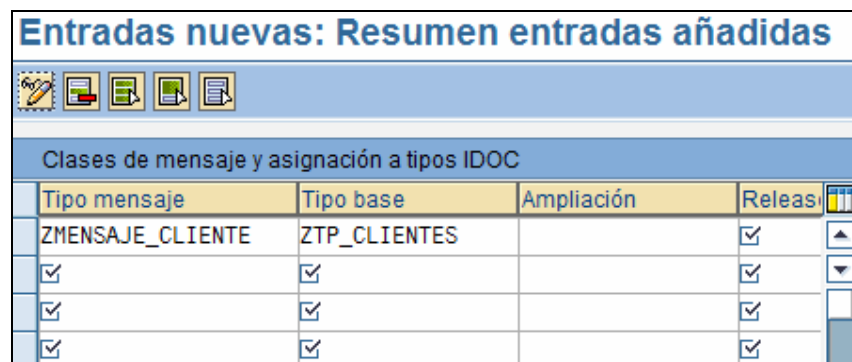 Entradas nuevas: Resumen entradas añadidas
Clases de mensaje y asignación a tipos IDOC
Tipo mensaje Tipo base Ampliación Releas
ZMENSAJE_CLIENTE ZTP_CLIENTES